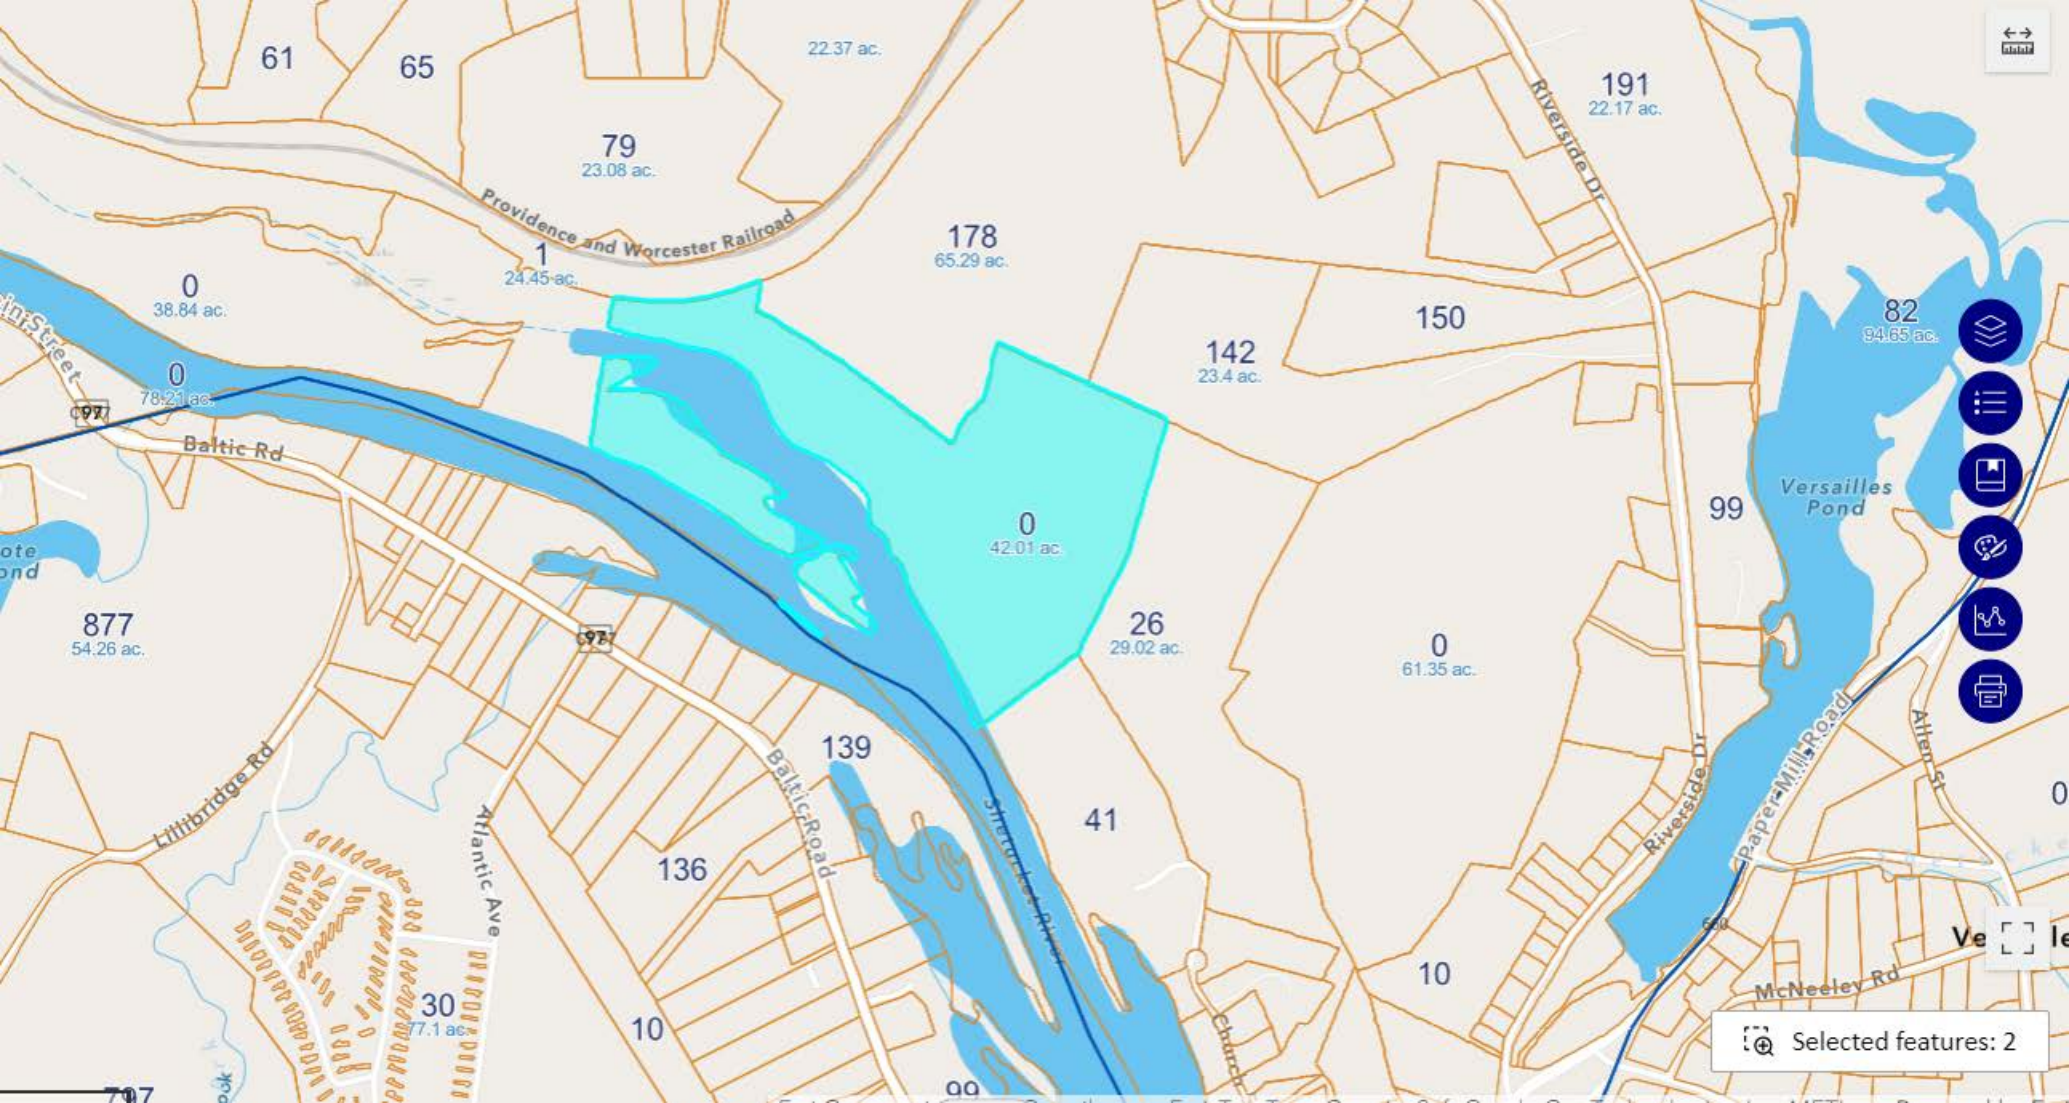 61
65
22.37 ac.
191
22.17 ac.
79
23.08 ac.
Riverside Dr
Providence and Worcester Railroad
178
65.29 ac.
1
24.45 ac.
0
38.84 ac.
82
94.65 ac.
150
142
23.4 ac.
Street
0
78.21 ac.
97
Baltic Rd
Versailles
Pond
99
0
42.01 ac.
877
54.26 ac.
26
29.02 ac.
97
0
61.35 ac.
139
Lillibridge Rd
Baltic Road
Atlantic Ave
Shetucket River
41
136
Riverside Dr
Paper Mill Road
Allen St
0
10
McNeeley Rd
30
77.1 ac.
10
Church
Selected features: 2
797
99